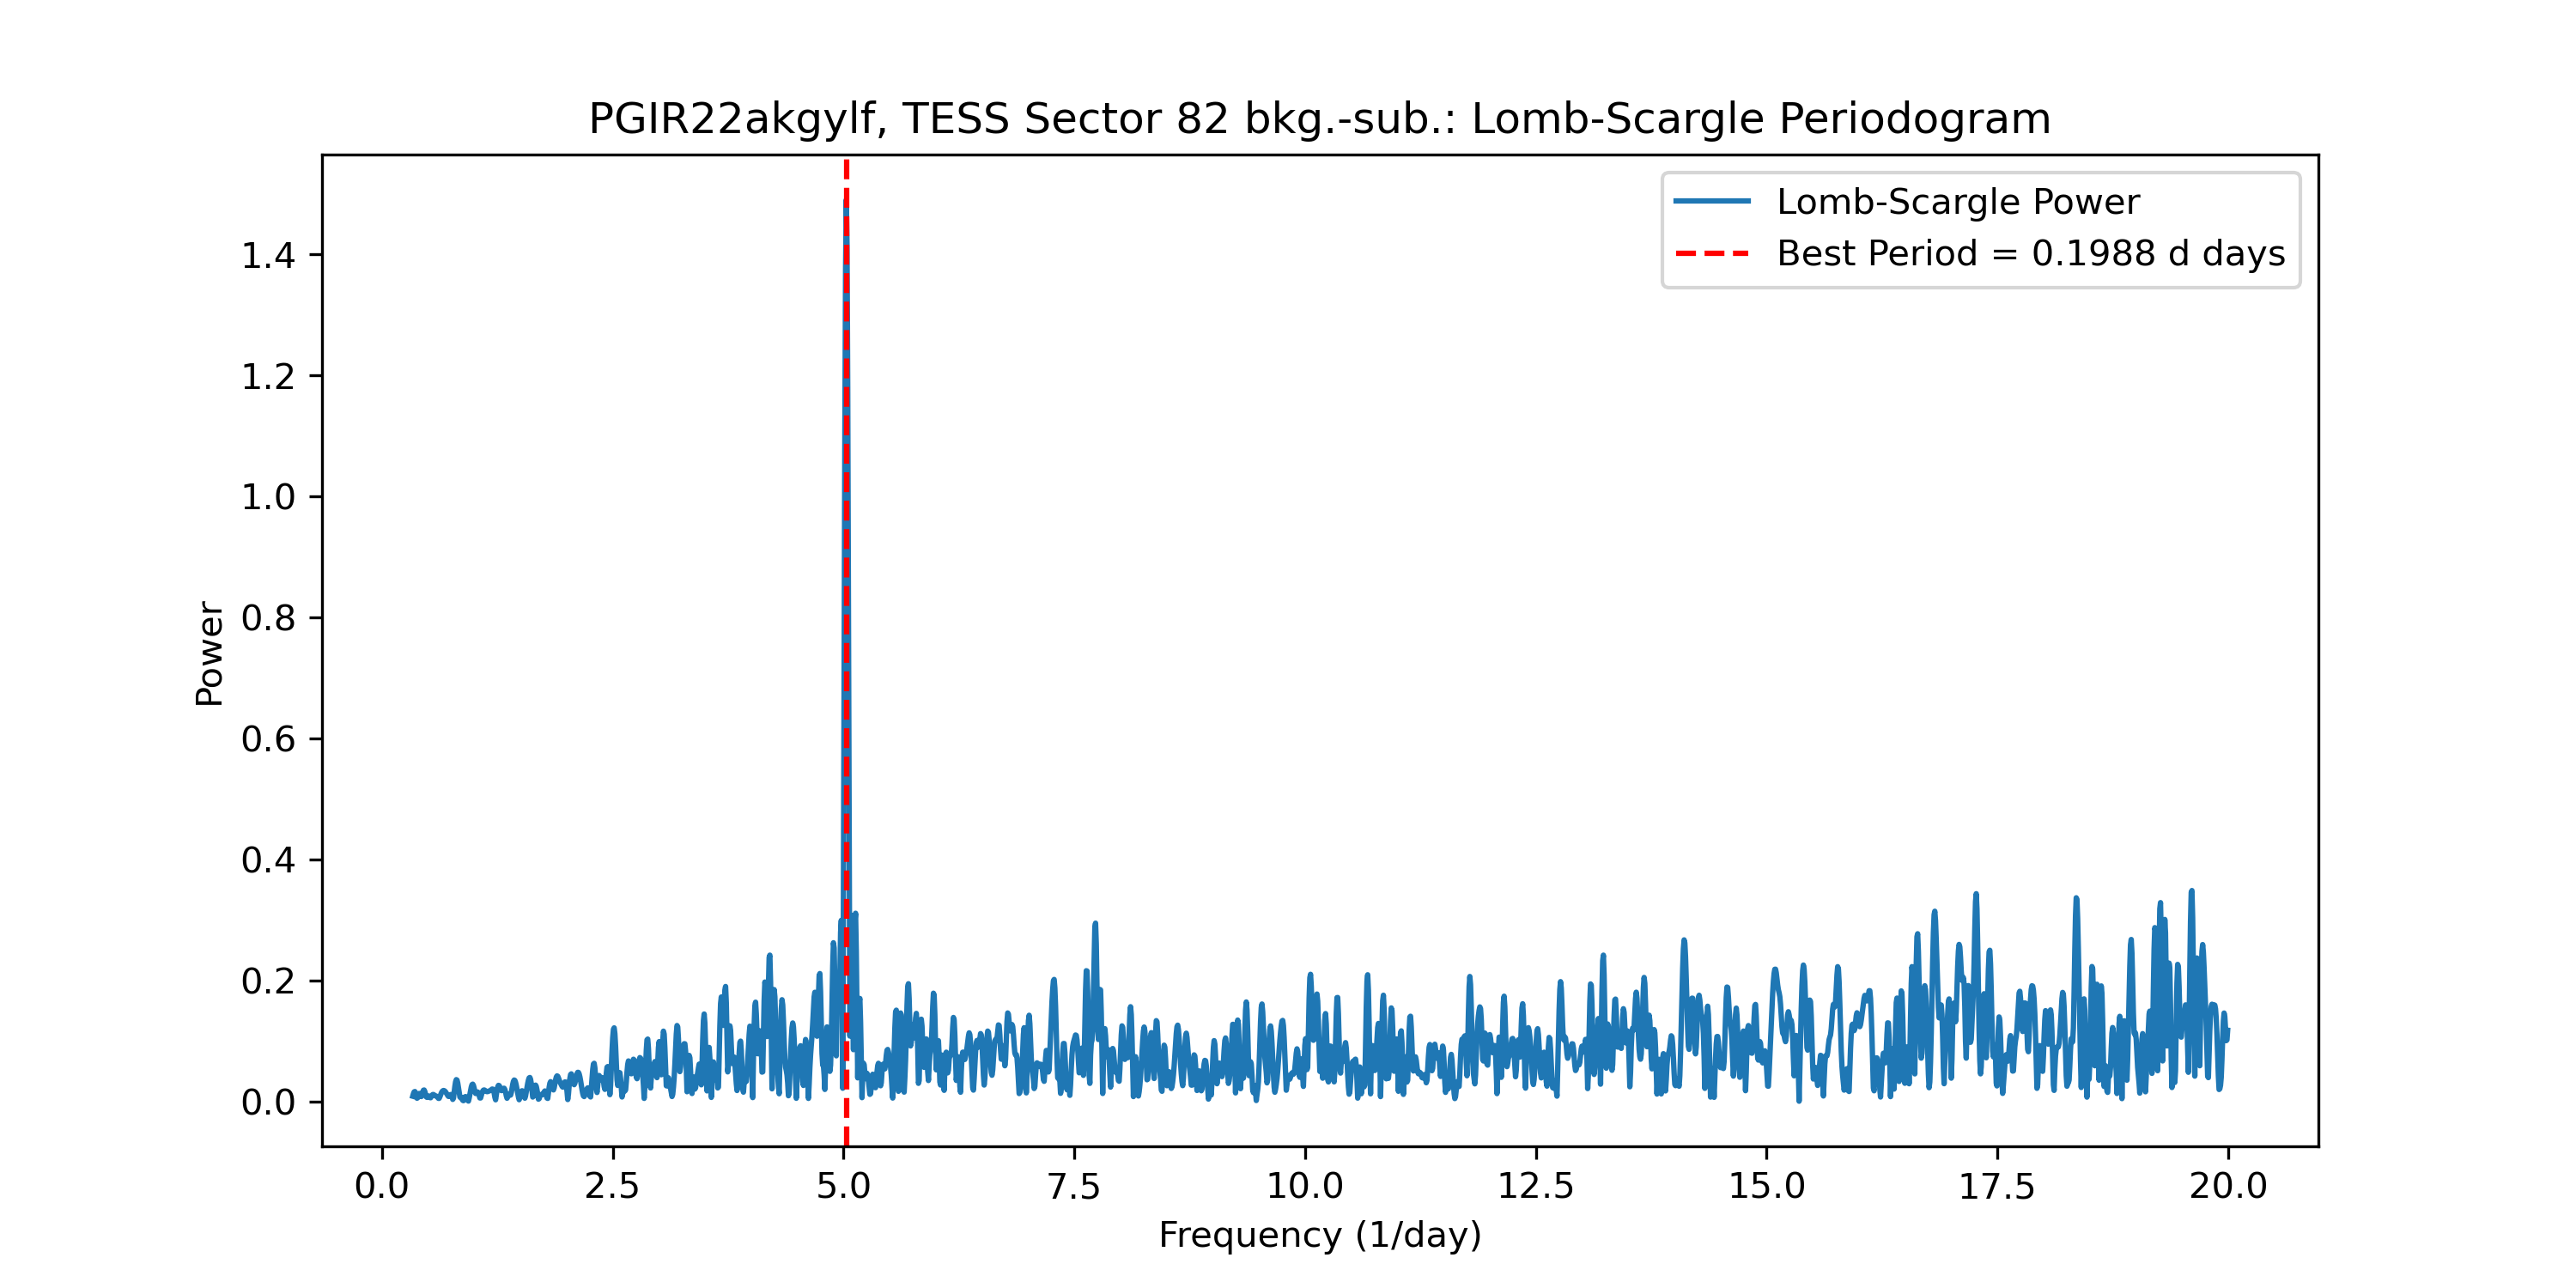 PGIR22akgylf, TESS Sector 82 bkg.-sub.: Lomb-Scargle Periodogram
Lomb-Scargle Power
Best Period = 0.1988 d days
Power
1.4
1.2
1.0
0.8
0.6
0.4
0.2
0.0
0.0 2.5 5.0 7.5 10.0 12.5 15.0 17.5 20.0
Frequency (1/day)